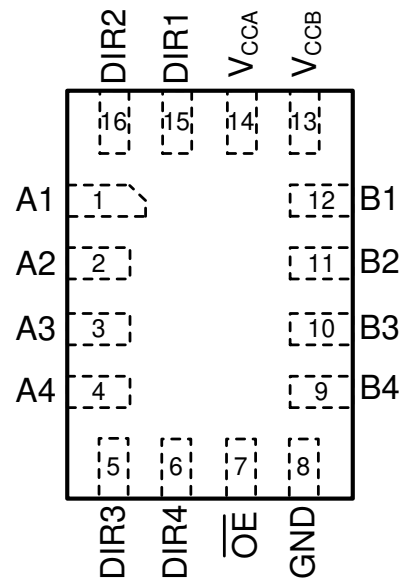 DIR2 DIR1 VCCA VCCB
16 15 14 13
A1 1 12 B1
A2 2 11 B2
A3 3 10 B3
A4 4 9 B4
5 6 7 8
DIR3 DIR4 O̅E̅ GND